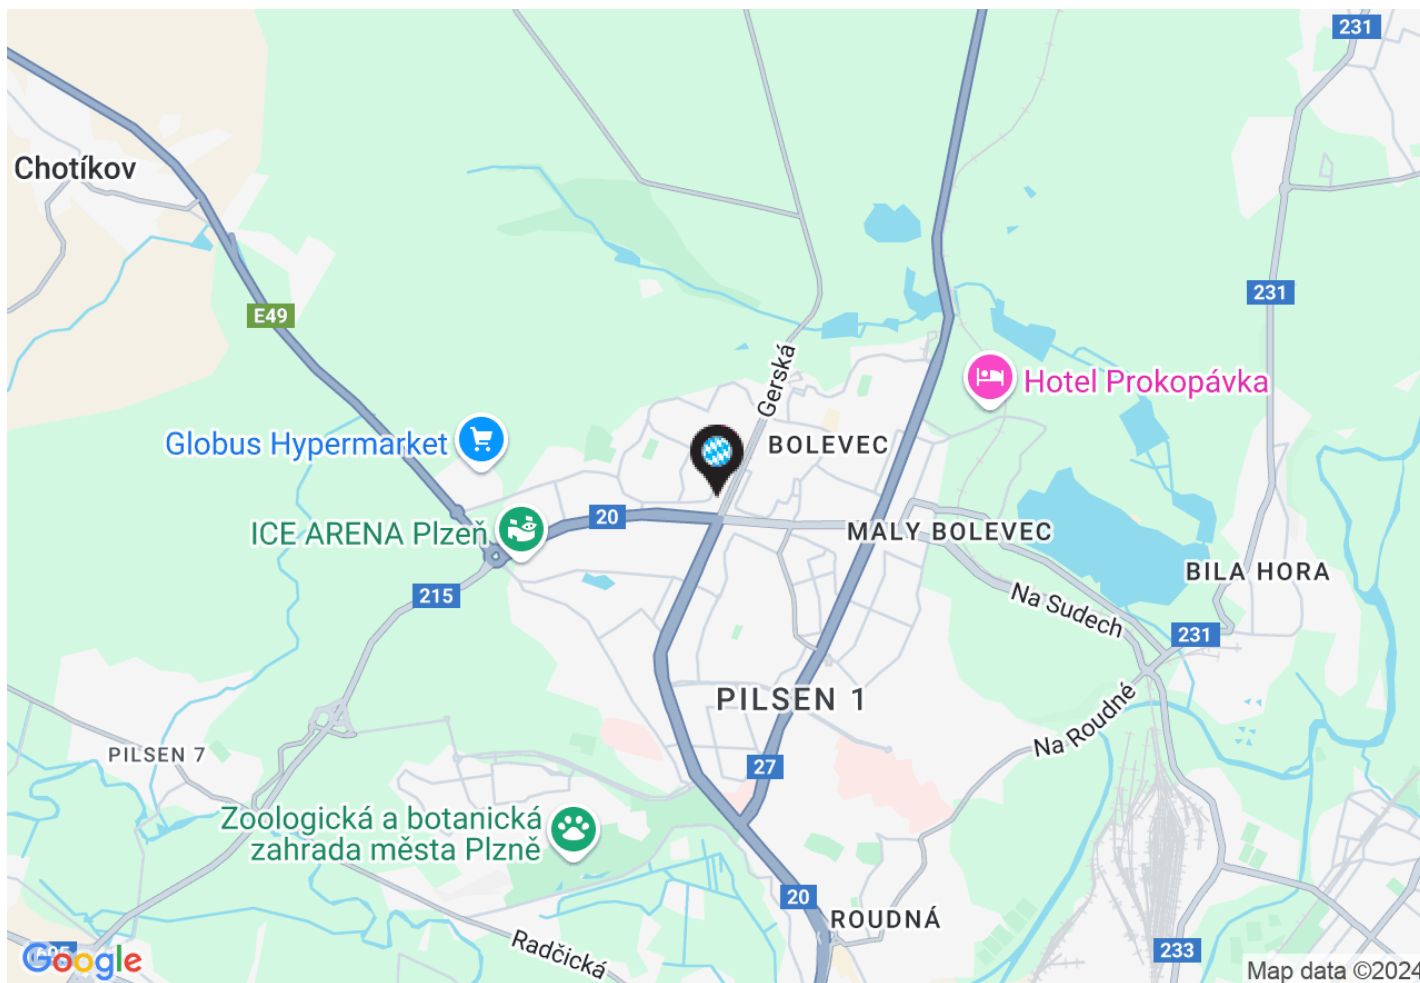 231
Chotíkov
231
E49
Gerská
Hotel Prokopávka
Globus Hypermarket
BOLEVEC
20
ICE ARENA Plzeň
MALY BOLEVEC
BILA HORA
215
Na Sudech
231
PILSEN 1
Na Roudné
PILSEN 7
27
Zoologická a botanická
zahrada města Plzně
20
ROUDNÁ
Radčická
233
Google
Map data ©2024